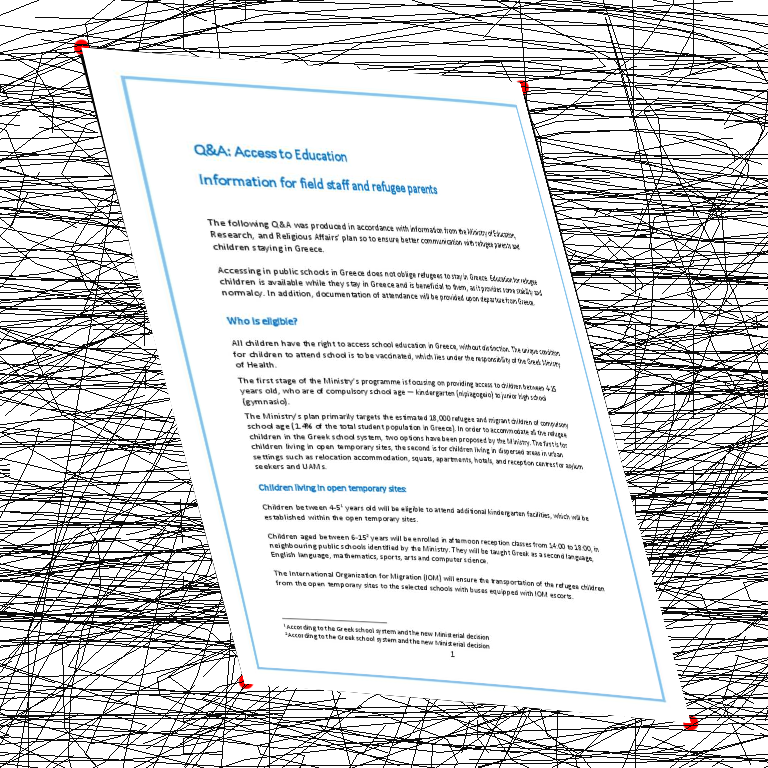 Q&A: Access to Education
Information for field staff and refugee parents
The following Q&A was produced in accordance with information from the Ministry of Education,
Research, and Religious Affairs' plan so to ensure better communication with refugee parents and
children staying in Greece.
Accessing in public schools in Greece does not oblige refugees to stay in Greece. Education for refugee
children is available while they stay in Greece and is beneficial to them, as it provides some stability and
normalcy. In addition, documentation of attendance will be provided upon departure from Greece.
Who is eligible?
All children have the right to access school education in Greece, without distinction. The unique condition
for children to attend school is to be vaccinated, which lies under the responsibility of the Greek Ministry
of Health.
The first stage of the Ministry's programme is focusing on providing access to children between 4-15
years old, who are of compulsory school age — kindergarten (nipiagogeio) to junior high school
(gymnasio).
The Ministry's plan primarily targets the estimated 18,000 refugee and migrant children of compulsory
school age (1.4% of the total student population in Greece). In order to accommodate all the refugee
children in the Greek school system, two options have been proposed by the Ministry. The first is for
children living in open temporary sites, the second is for children living in dispersed areas in urban
settings such as relocation accommodation, squats, apartments, hotels, and reception centres for asylum
seekers and UAMs.
Children living in open temporary sites:
Children between 4-5¹ years old will be eligible to attend additional kindergarten facilities, which will be
established within the open temporary sites.
Children aged between 6-15² years will be enrolled in afternoon reception classes from 14:00 to 18:00, in
neighbouring public schools identified by the Ministry. They will be taught Greek as a second language,
English language, mathematics, sports, arts and computer science.
The International Organization for Migration (IOM) will ensure the transportation of the refugee children
from the open temporary sites to the selected schools with buses equipped with IOM escorts.
¹ According to the Greek school system and the new Ministerial decision
² According to the Greek school system and the new Ministerial decision
1